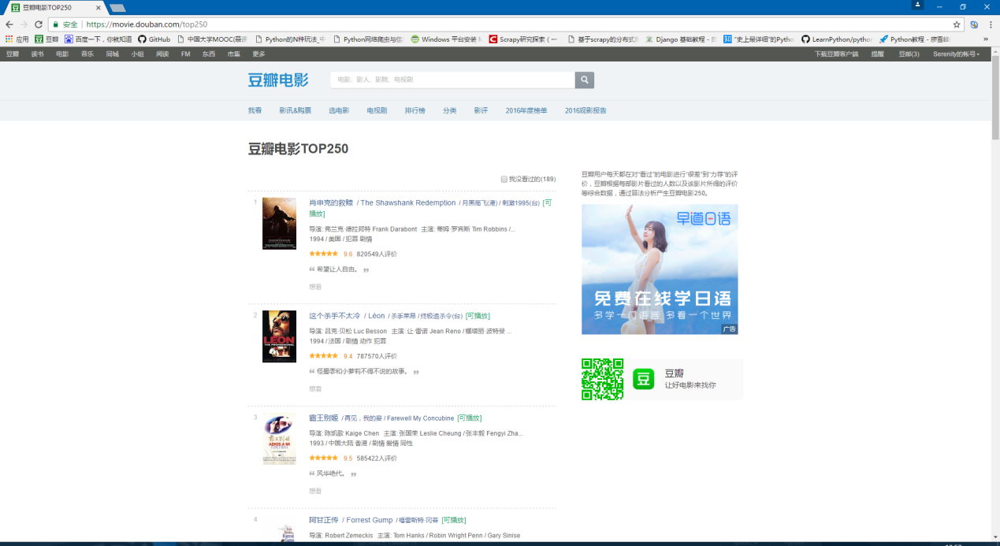 豆瓣电影TOP250
安全 | https://movie.douban.com/top250
应用 豆瓣 百度一下，你就知道 GitHub 中国大学MOOC(慕课 Python的N种玩法_中 Python网络爬虫与信 Windows 平台安装 M Scrapy研究探索（一 基于scrapy的分布式 Django 基础教程 - 自 "史上最详细"的Pytho LearnPython/pytho Python教程 - 廖雪峰 »
豆瓣 读书 电影 音乐 同城 小组 阅读 FM 东西 市集 更多 下载豆瓣客户端 提醒 豆邮(3) Serenity的帐号
豆瓣电影 电影、影人、影院、电视剧
我看 影讯&购票 选电影 电视剧 排行榜 分类 影评 2016年度榜单 2016观影报告
豆瓣电影TOP250
我没看过的(189)
1 肖申克的救赎 / The Shawshank Redemption / 月黑高飞(港) / 刺激1995(台) [可
播放]
导演: 弗兰克·德拉邦特 Frank Darabont 主演: 蒂姆·罗宾斯 Tim Robbins /...
1994 / 美国 / 犯罪 剧情
★★★★★ 9.6 820549人评价
“ 希望让人自由。 ”
想看
2 这个杀手不太冷 / Léon / 杀手莱昂 / 终极追杀令(台) [可播放]
LEON
THE PROFESSIONAL
导演: 吕克·贝松 Luc Besson 主演: 让·雷诺 Jean Reno / 娜塔丽·波特曼 ...
1994 / 法国 / 剧情 动作 犯罪
★★★★★ 9.4 787570人评价
“ 怪蜀黍和小萝莉不得不说的故事。 ”
想看
3 霸王别姬 / 再见，我的妾 / Farewell My Concubine [可播放]
霸王别姬
ADIOS A MI
CONCUBINA
导演: 陈凯歌 Kaige Chen 主演: 张国荣 Leslie Cheung / 张丰毅 Fengyi Zha...
1993 / 中国大陆 香港 / 剧情 爱情 同性
★★★★★ 9.5 585422人评价
“ 风华绝代。 ”
想看
4 阿甘正传 / Forrest Gump / 福雷斯特·冈普 [可播放]
导演: Robert Zemeckis 主演: Tom Hanks / Robin Wright Penn / Gary Sinise
豆瓣用户每天都在对“看过”的电影进行“很差”到“力荐”的评
价，豆瓣根据每部影片看过的人数以及该影片所得的评价
等综合数据，通过算法分析产生豆瓣电影250。
早道日语
免费在线学日语
多学一门语言 多看一个世界
广告
豆 豆瓣
让好电影来找你